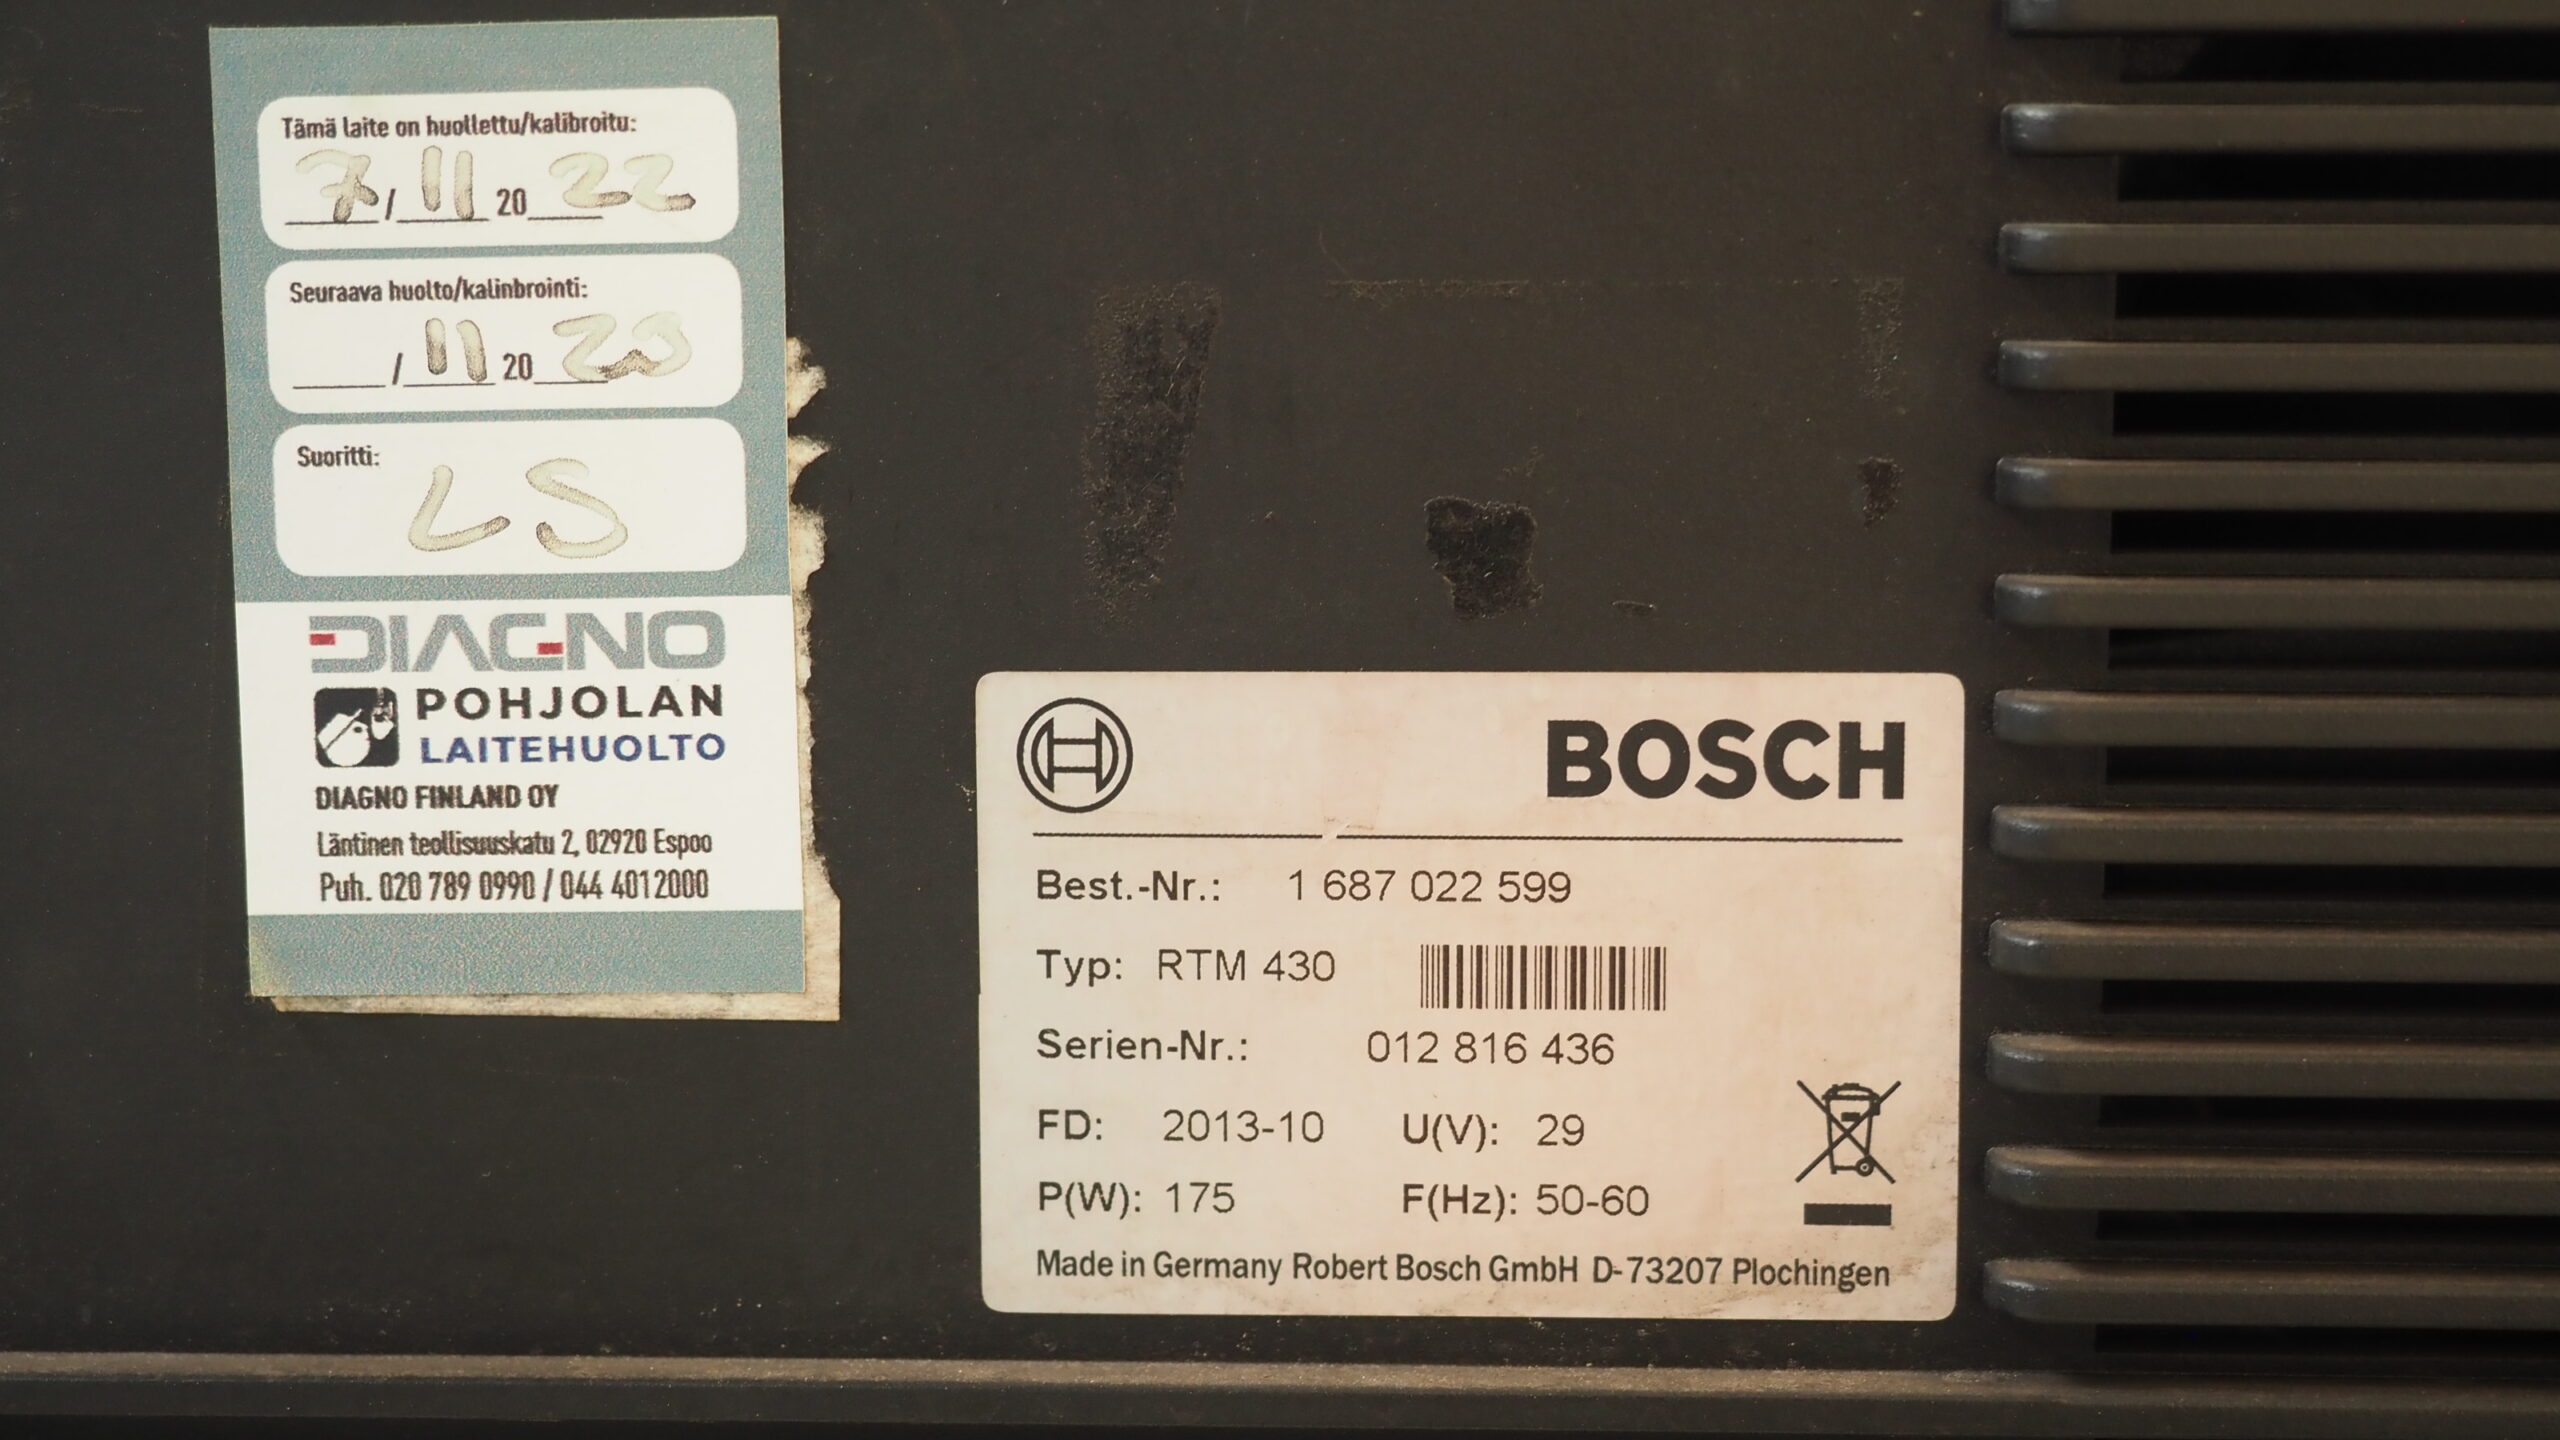 Tämä laite on huollettu/kalibroitu:
7/11 2022
Seuraava huolto/kalinbrointi:
/11 2023
Suoritti:
LS
DIAGNO
POHJOLAN
LAITEHUOLTO
DIAGNO FINLAND OY
Läntinen teollisuuskatu 2, 02920 Espoo
Puh. 020 789 0990 / 044 4012000
BOSCH
Best.-Nr.: 1 687 022 599
Typ: RTM 430
Serien-Nr.: 012 816 436
FD: 2013-10 U(V): 29
P(W): 175 F(Hz): 50-60
Made in Germany Robert Bosch GmbH D-73207 Plochingen